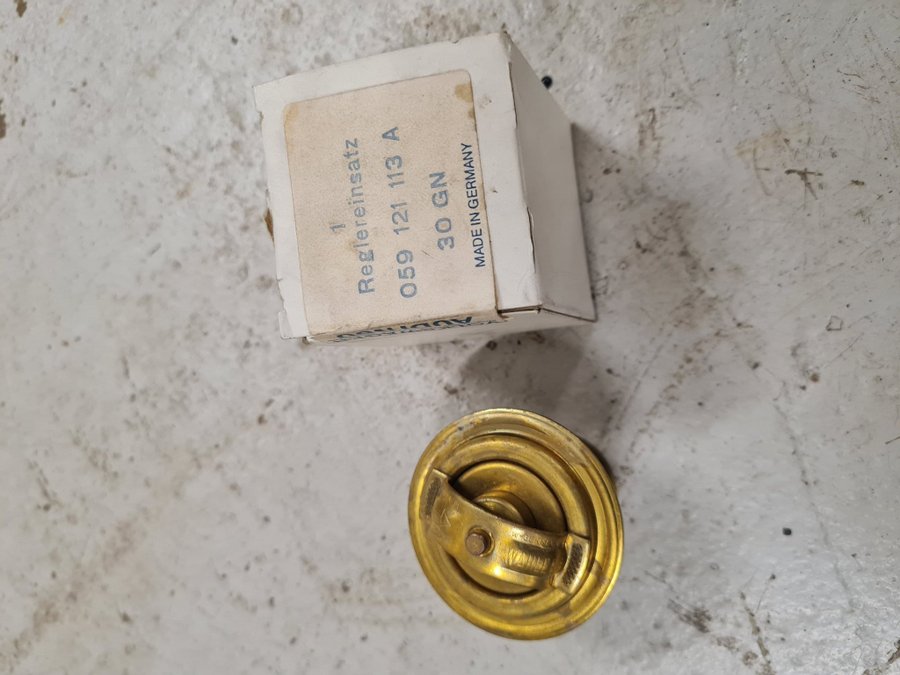 1
Reglereinsatz
059 121 113 A
30 GN
MADE IN GERMANY